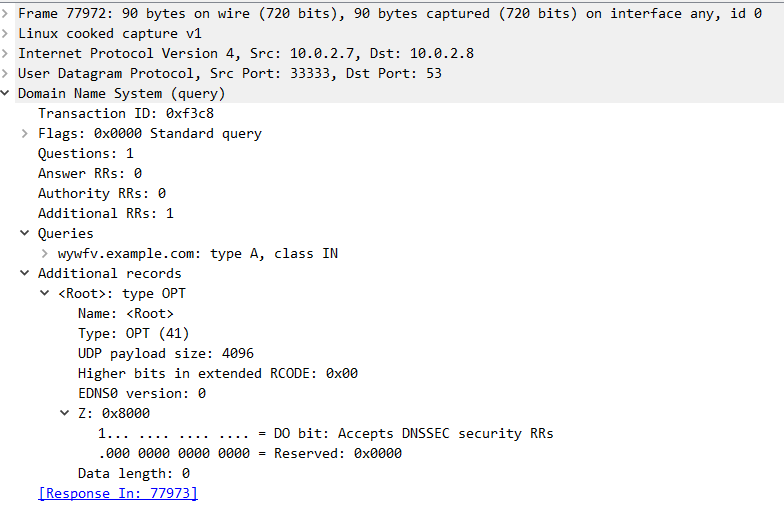 Frame 77972: 90 bytes on wire (720 bits), 90 bytes captured (720 bits) on interface any, id 0
Linux cooked capture v1
Internet Protocol Version 4, Src: 10.0.2.7, Dst: 10.0.2.8
User Datagram Protocol, Src Port: 33333, Dst Port: 53
Domain Name System (query)
Transaction ID: 0xf3c8
Flags: 0x0000 Standard query
Questions: 1
Answer RRs: 0
Authority RRs: 0
Additional RRs: 1
Queries
wywfv.example.com: type A, class IN
Additional records
<Root>: type OPT
Name: <Root>
Type: OPT (41)
UDP payload size: 4096
Higher bits in extended RCODE: 0x00
EDNS0 version: 0
Z: 0x8000
1... .... .... .... = DO bit: Accepts DNSSEC security RRs
.000 0000 0000 0000 = Reserved: 0x0000
Data length: 0
[Response In: 77973]